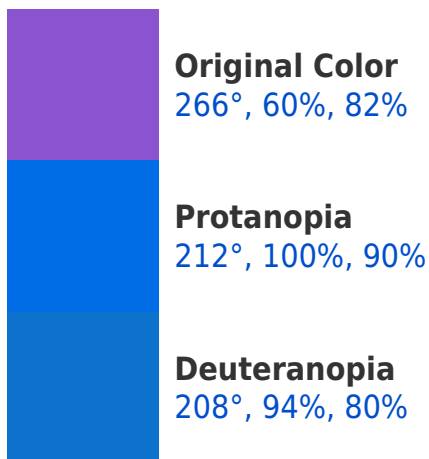 Original Color
266°, 60%, 82%
Protanopia
212°, 100%, 90%
Deuteranopia
208°, 94%, 80%